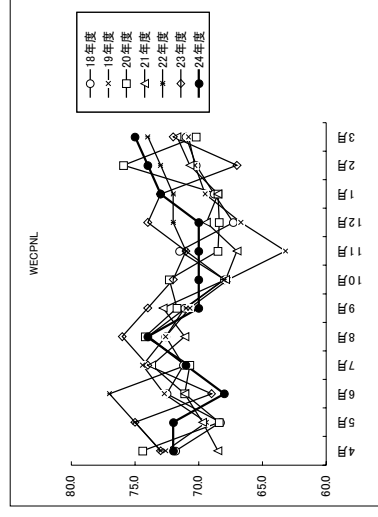 WECPNL
80.0
75.0
70.0
65.0
60.0
4月
5月
6月
7月
8月
9月
10月
11月
12月
1月
2月
3月
18年度
19年度
20年度
21年度
22年度
23年度
24年度